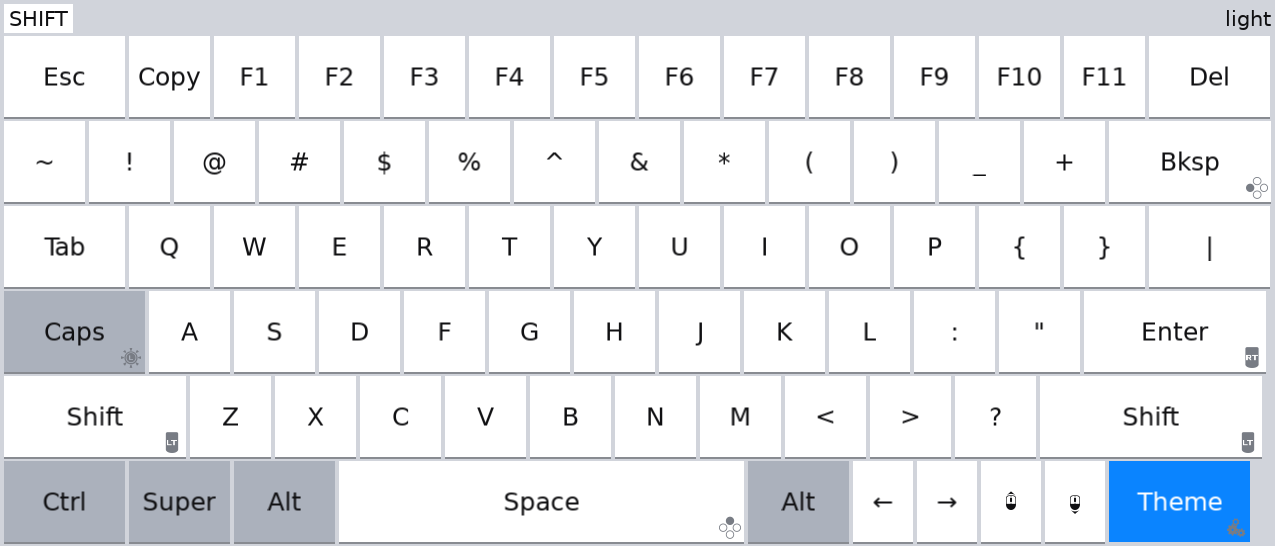 SHIFT light
Esc Copy F1 F2 F3 F4 F5 F6 F7 F8 F9 F10 F11 Del
~ ! @ # $ % ^ & * ( ) _ + Bksp
Tab Q W E R T Y U I O P { } |
Caps A S D F G H J K L : " Enter
L RT
Shift Z X C V B N M < > ? Shift
LT LT
Ctrl Super Alt Space Alt ← → Theme